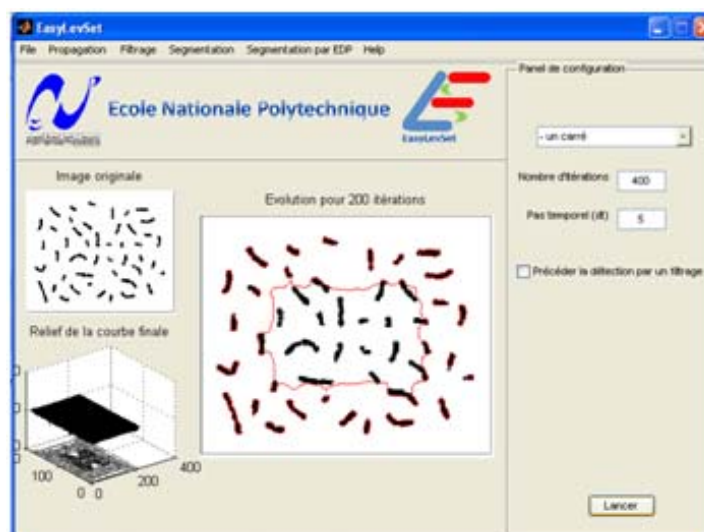 EasyLevSet
File Propagation Filtrage Segmentation Segmentation par EDP Help
Ecole Nationale Polytechnique
EasyLevSet
Image originale
Evolution pour 200 itérations
Relief de la courbe finale
100
0
0
200
400
Panel de configuration
- un carré
Nombre d'itérations 400
Pas temporel (dt) 5
Précéder la détection par un filtrage
Lancer